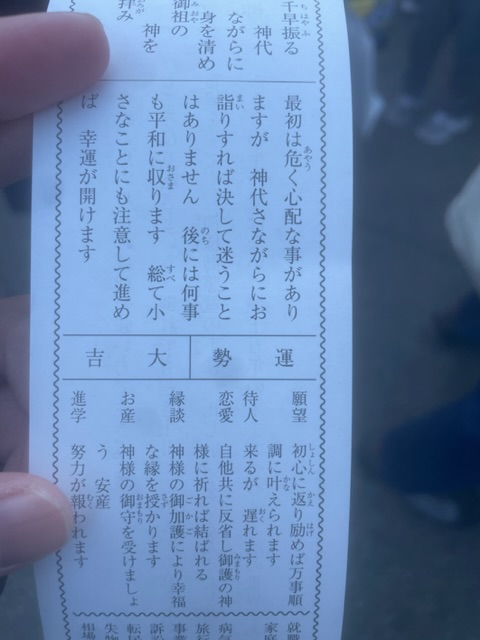 千早振る
神代
ながらに
身を清め
御祖の
神を
拝み
最初は危く心配な事があり
ますが 神代さながらにお
詣りすれば決して迷うこと
はありません 後には何事
も平和に収ります 総て小
さなことにも注意して進め
ば 幸運が開けます
運勢
大吉
願望 初心に返り励めば万事順
調に叶えられます
待人 来るが 遅れます
恋愛 自他共に反省し御護の神
様に祈れば結ばれる
縁談 神様の御加護により幸福
な縁を授かります
お産 神様の御守を受けましょ
う 安産
進学 努力が報われます